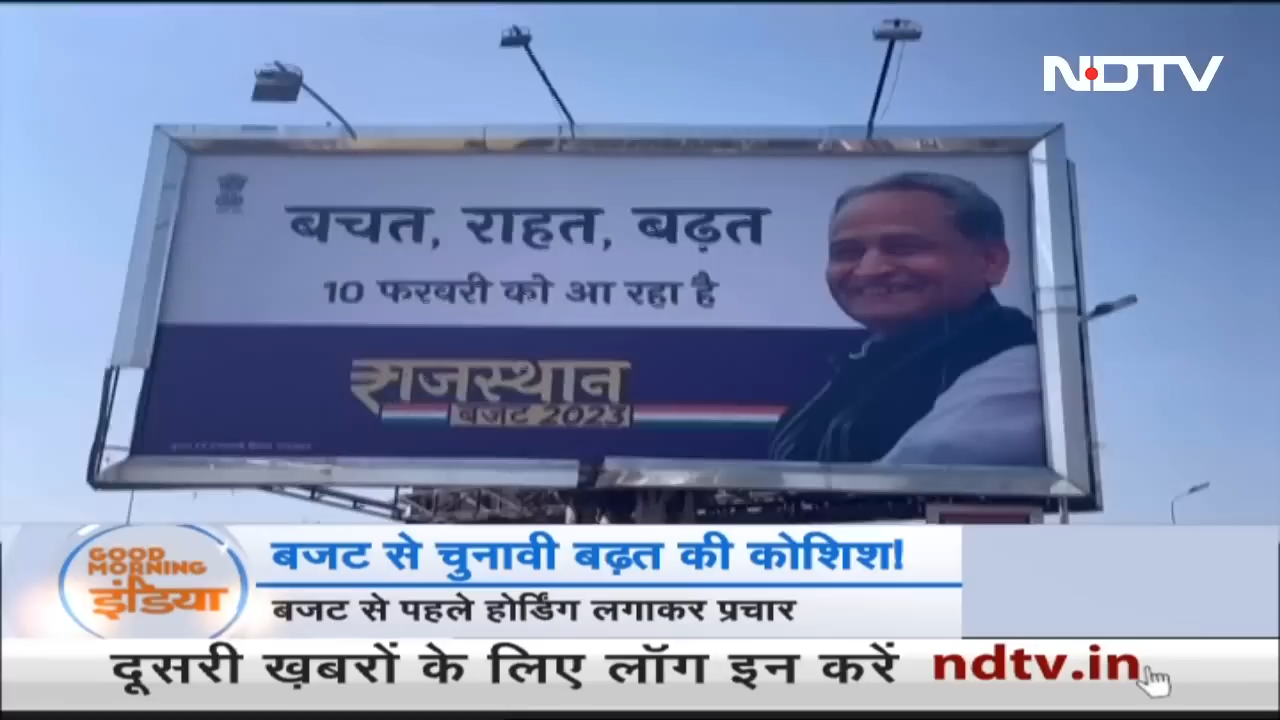 NDTV
बचत, राहत, बढ़त
10 फरवरी को आ रहा है
राजस्थान
बजट 2023
GOOD
MORNING
इंडिया
बजट से चुनावी बढ़त की कोशिश!
बजट से पहले होर्डिंग लगाकर प्रचार
दूसरी ख़बरों के लिए लॉग इन करें ndtv.in